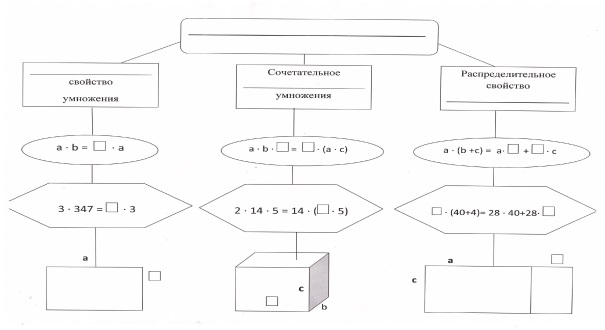 свойство
умножения
Сочетательное
умножения
Распределительное
свойство
a · b = □ · a
a · b · □ = □ · (a · c)
a · (b +c) = a· □ + □ · c
3 · 347 = □ · 3
2 · 14 · 5 = 14 · (□ · 5)
□ · (40+4)= 28 · 40+28· □
a
c
b
a
c